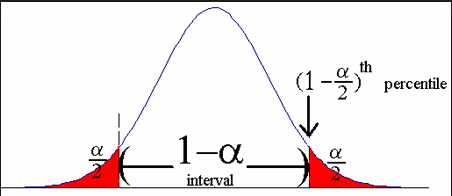 (1 − α/2)th percentile
α/2 ( 1−α ) α/2
interval